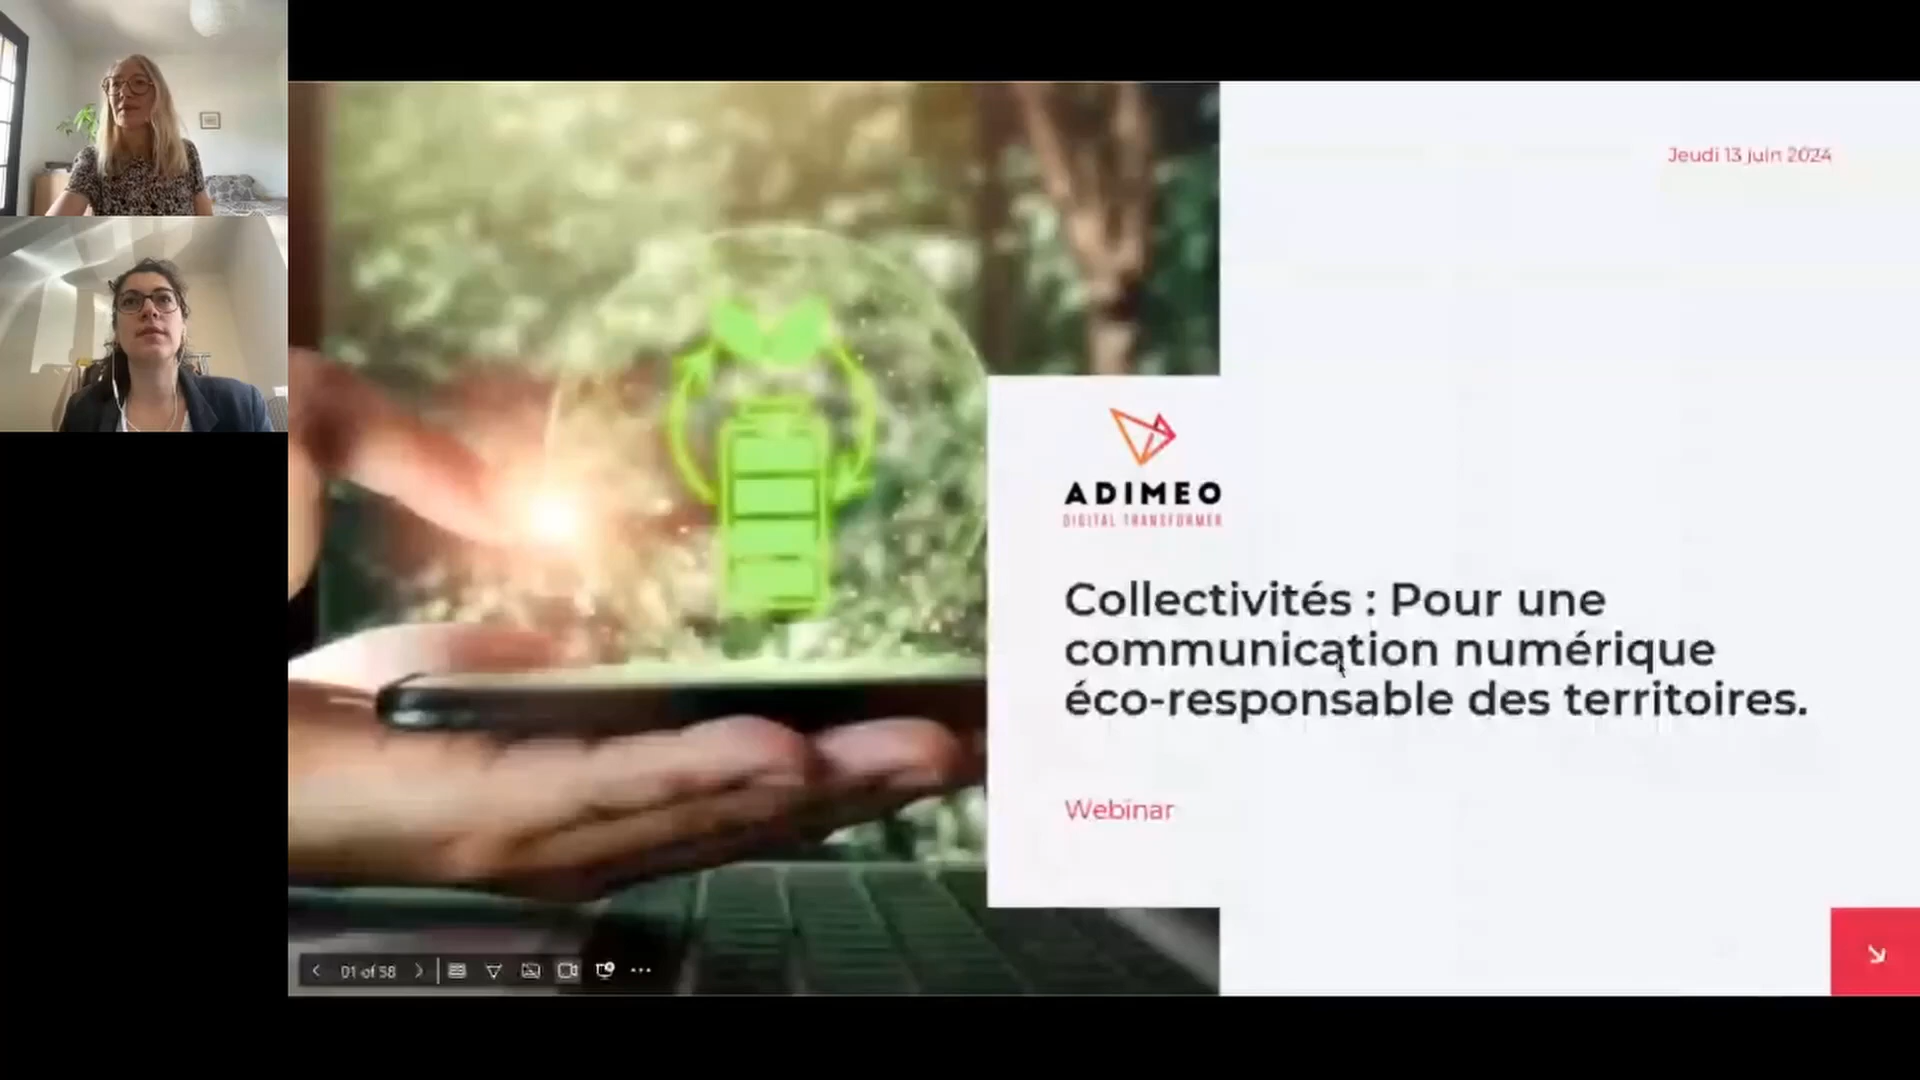 Jeudi 13 juin 2024
ADIMEO
DIGITAL TRANSFORMER
Collectivités : Pour une
communication numérique
éco-responsable des territoires.
Webinar
01 of 58